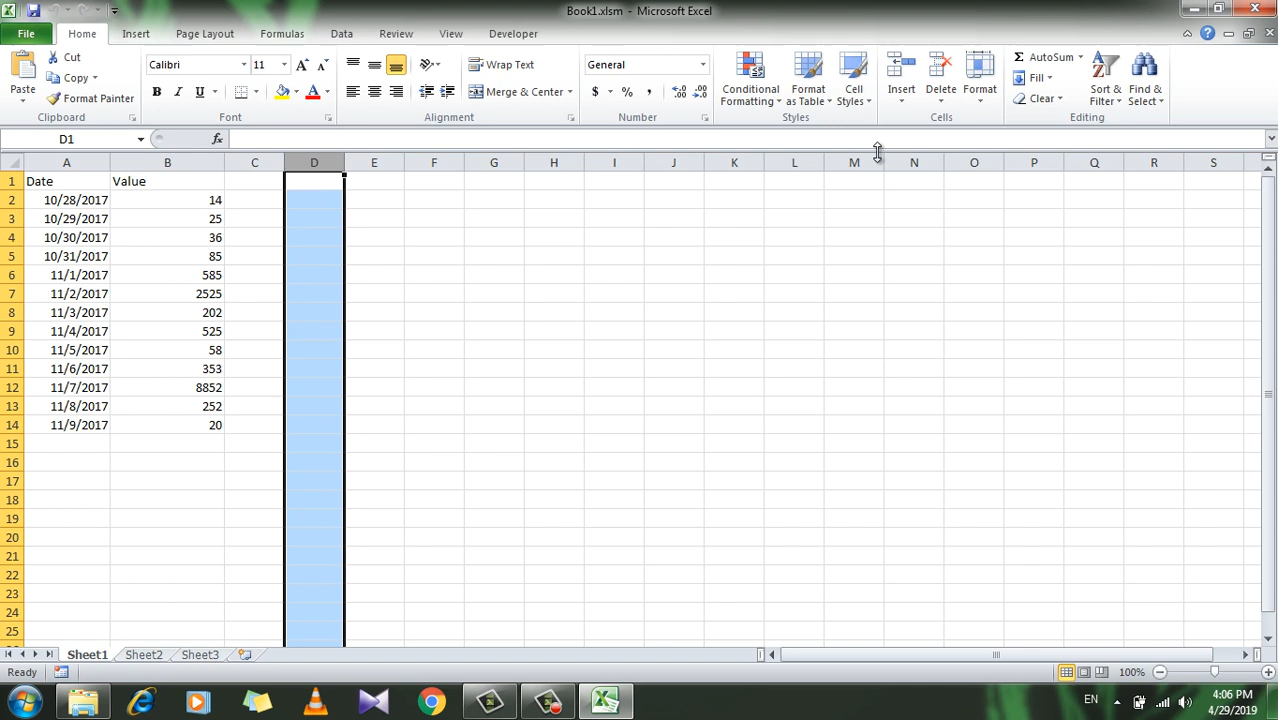 Book1.xlsm - Microsoft Excel
File Home Insert Page Layout Formulas Data Review View Developer
Paste
Cut
Copy
Format Painter
Clipboard
Calibri 11
B I U
Font
Wrap Text
Merge & Center
Alignment
General
$ % ,
Number
Conditional Formatting
Format as Table
Cell Styles
Styles
Insert
Delete
Format
Cells
Σ AutoSum
Fill
Clear
Sort & Filter
Find & Select
Editing
D1 fx
A B C D E F G H I J K L M N O P Q R S
1 Date Value
2 10/28/2017 14
3 10/29/2017 25
4 10/30/2017 36
5 10/31/2017 85
6 11/1/2017 585
7 11/2/2017 2525
8 11/3/2017 202
9 11/4/2017 525
10 11/5/2017 58
11 11/6/2017 353
12 11/7/2017 8852
13 11/8/2017 252
14 11/9/2017 20
15
16
17
18
19
20
21
22
23
24
25
Sheet1 Sheet2 Sheet3
Ready 100%
EN 4:06 PM
4/29/2019